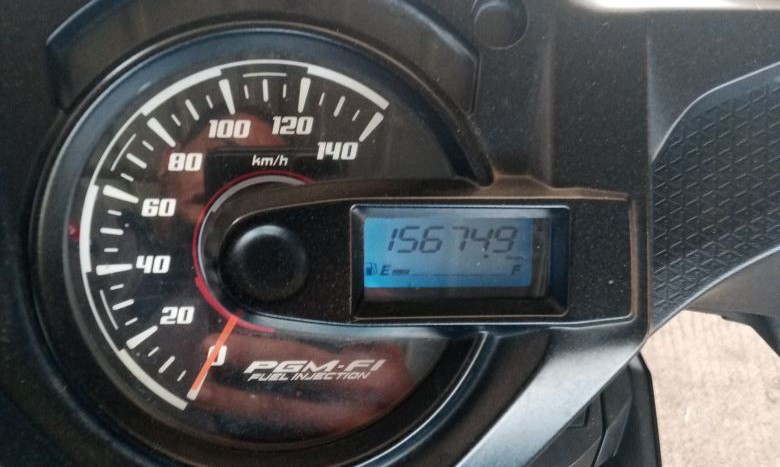 100 120
80 km/h 140
60
156749
E F
40
20
0
PGM-FI
FUEL INJECTION